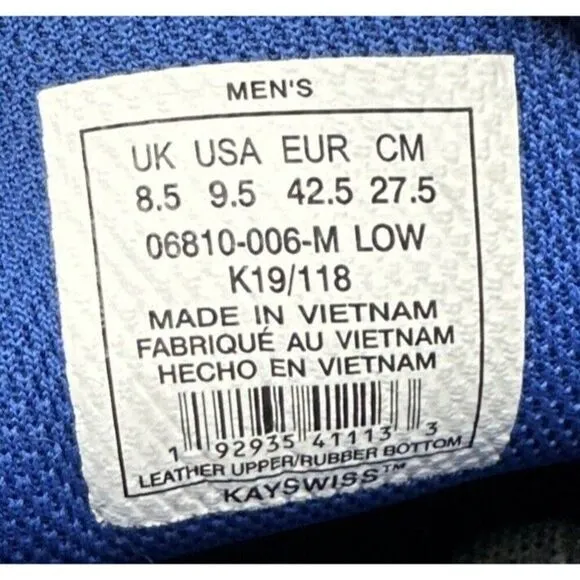 MEN'S
UK USA EUR CM
8.5 9.5 42.5 27.5
06810-006-M LOW
K19/118
MADE IN VIETNAM
FABRIQUÉ AU VIETNAM
HECHO EN VIETNAM
1 92935 41113 3
LEATHER UPPER/RUBBER BOTTOM
KAYSWISS™